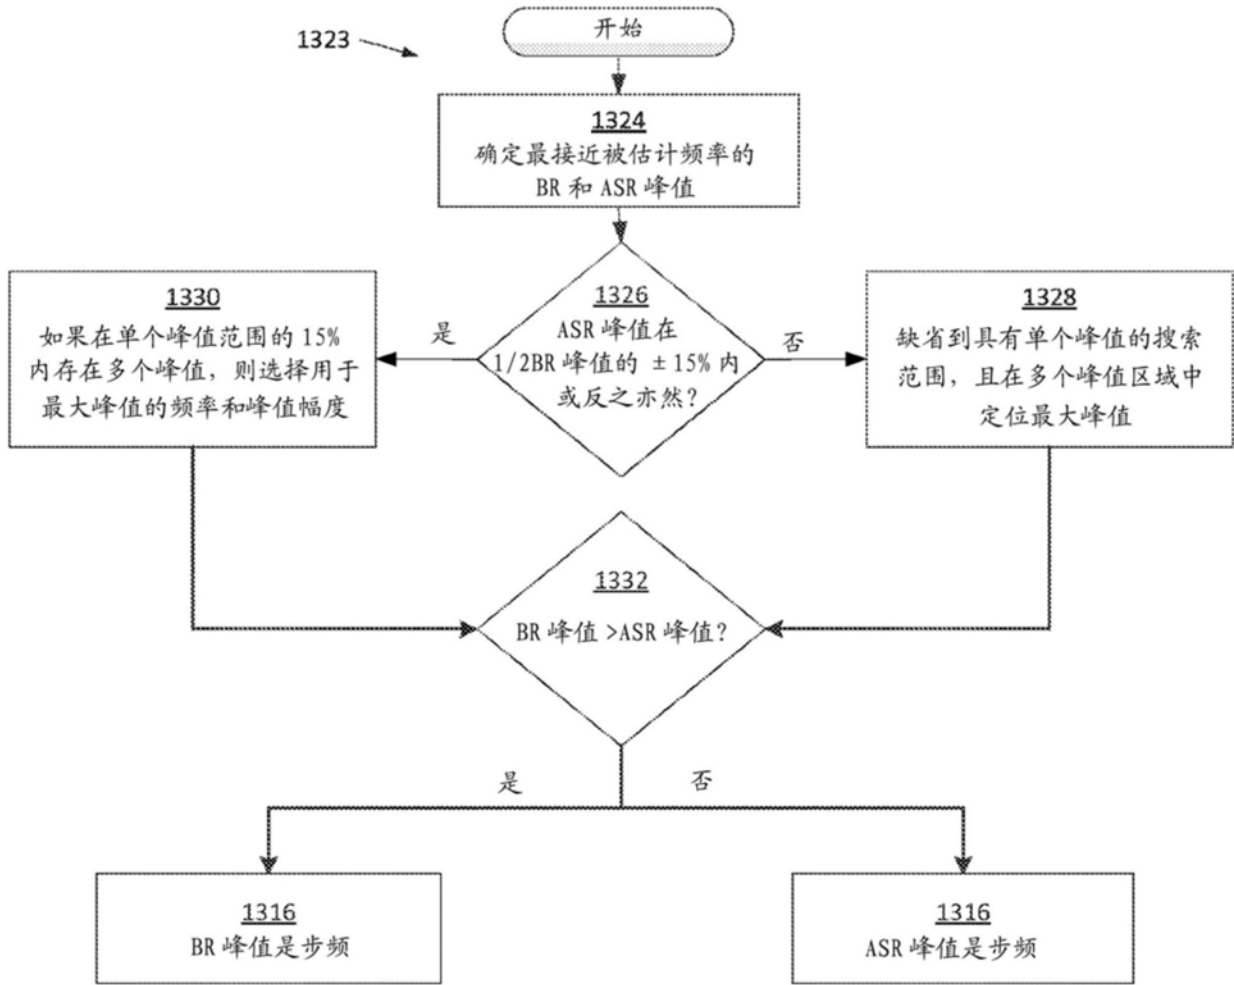 开始
1323
1324
确定最接近被估计频率的
BR 和 ASR 峰值
1326
ASR 峰值在
1/2BR 峰值的 ±15% 内
或反之亦然？
是
否
1330
如果在单个峰值范围的 15%
内存在多个峰值，则选择用于
最大峰值的频率和峰值幅度
1328
缺省到具有单个峰值的搜索
范围，且在多个峰值区域中
定位最大峰值
1332
BR 峰值 >ASR 峰值？
是
否
1316
BR 峰值是步频
1316
ASR 峰值是步频